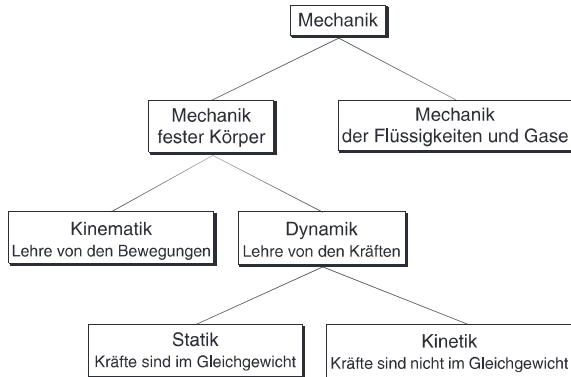 Mechanik
Mechanik
fester Körper
Mechanik
der Flüssigkeiten und Gase
Kinematik
Lehre von den Bewegungen
Dynamik
Lehre von den Kräften
Statik
Kräfte sind im Gleichgewicht
Kinetik
Kräfte sind nicht im Gleichgewicht